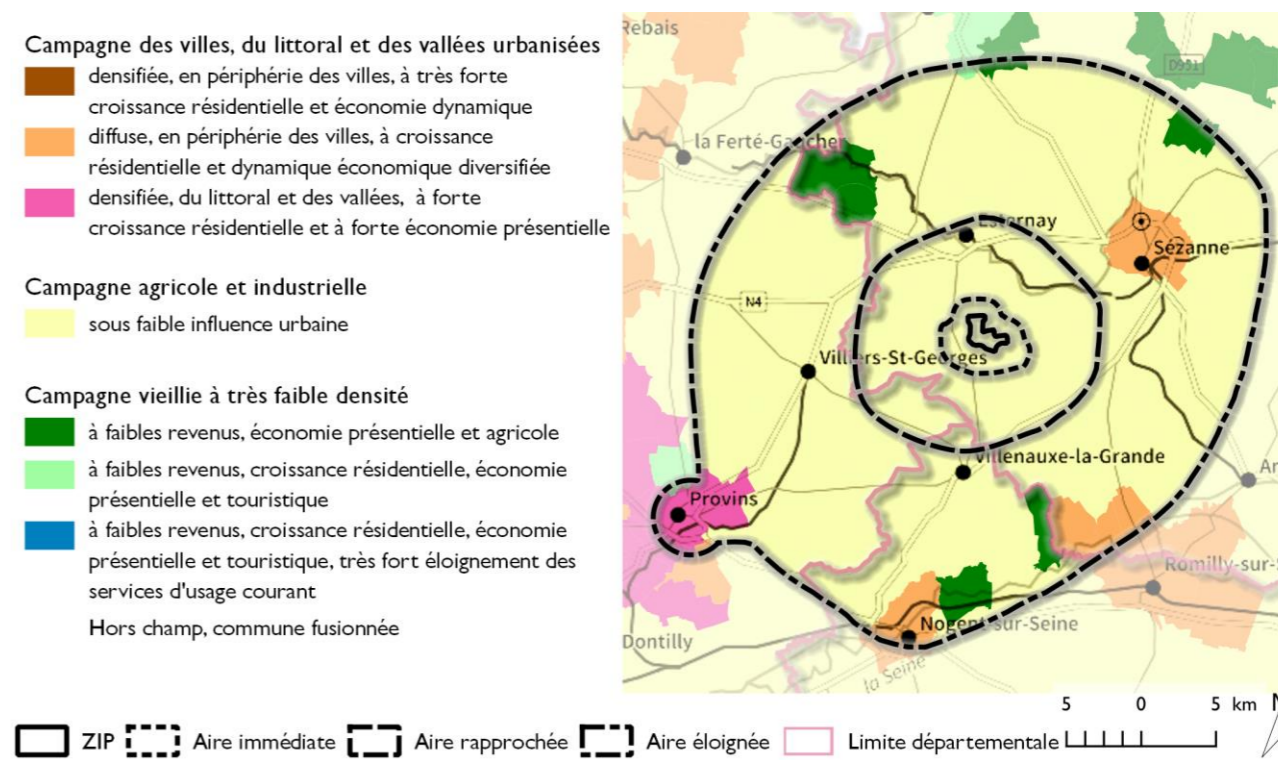 Campagne des villes, du littoral et des vallées urbanisées
densifiée, en périphérie des villes, à très forte
croissance résidentielle et économie dynamique
diffuse, en périphérie des villes, à croissance
résidentielle et dynamique économique diversifiée
densifiée, du littoral et des vallées, à forte
croissance résidentielle et à forte économie présentielle
Campagne agricole et industrielle
sous faible influence urbaine
Campagne vieillie à très faible densité
à faibles revenus, économie présentielle et agricole
à faibles revenus, croissance résidentielle, économie
présentielle et touristique
à faibles revenus, croissance résidentielle, économie
présentielle et touristique, très fort éloignement des
services d'usage courant
Hors champ, commune fusionnée
Rebais
D951
la Ferté-Gaucher
Esternay
Sézanne
N4
Villiers-St-Georges
Villenauxe-la-Grande
Provins
Romilly-sur-S
Nogent-sur-Seine
Dontilly
la Seine
5 0 5 km
ZIP Aire immédiate Aire rapprochée Aire éloignée Limite départementale